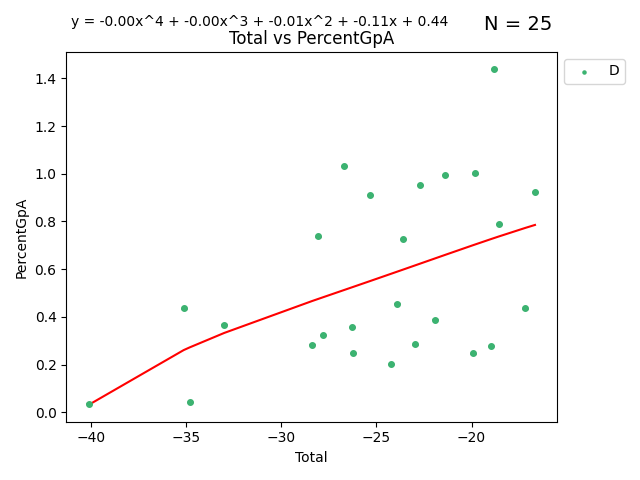 y = -0.00x^4 + -0.00x^3 + -0.01x^2 + -0.11x + 0.44
N = 25
Total vs PercentGpA
D
1.4
1.2
1.0
0.8
0.6
0.4
0.2
0.0
PercentGpA
−40
−35
−30
−25
−20
Total